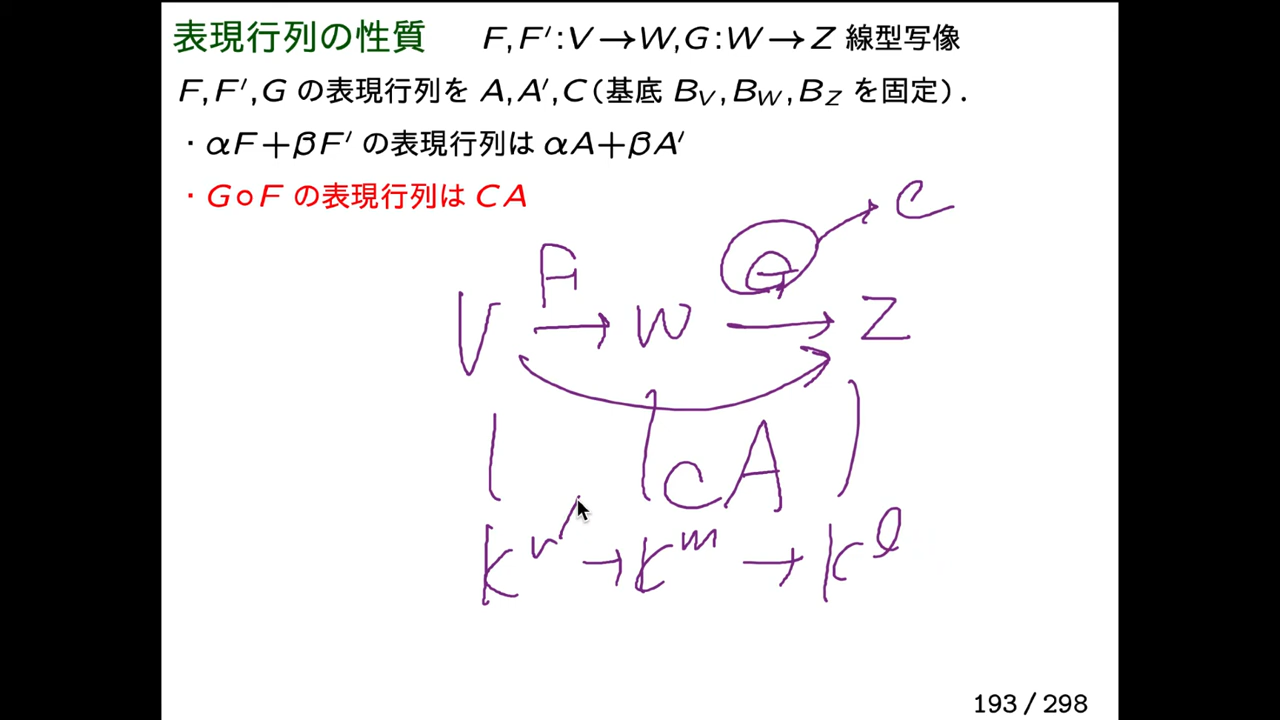 表現行列の性質 F,F′:V→W,G:W→Z 線型写像
F,F′,G の表現行列を A,A′,C(基底 B_V,B_W,B_Z を固定).
・αF+βF′ の表現行列は αA+βA′
・G∘F の表現行列は CA
C
F G
V → W → Z
CA
K^n → K^m → K^l
193 / 298